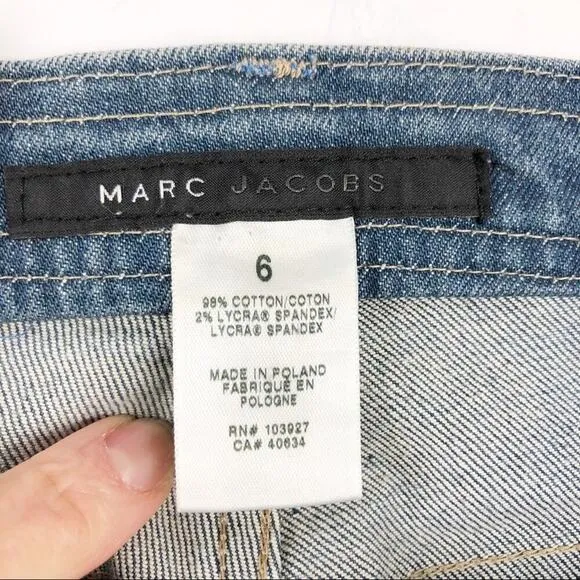 MARC JACOBS
6
98% COTTON/COTON
2% LYCRA® SPANDEX/
LYCRA® SPANDEX
MADE IN POLAND
FABRIQUÉ EN
POLOGNE
RN# 103927
CA# 40634